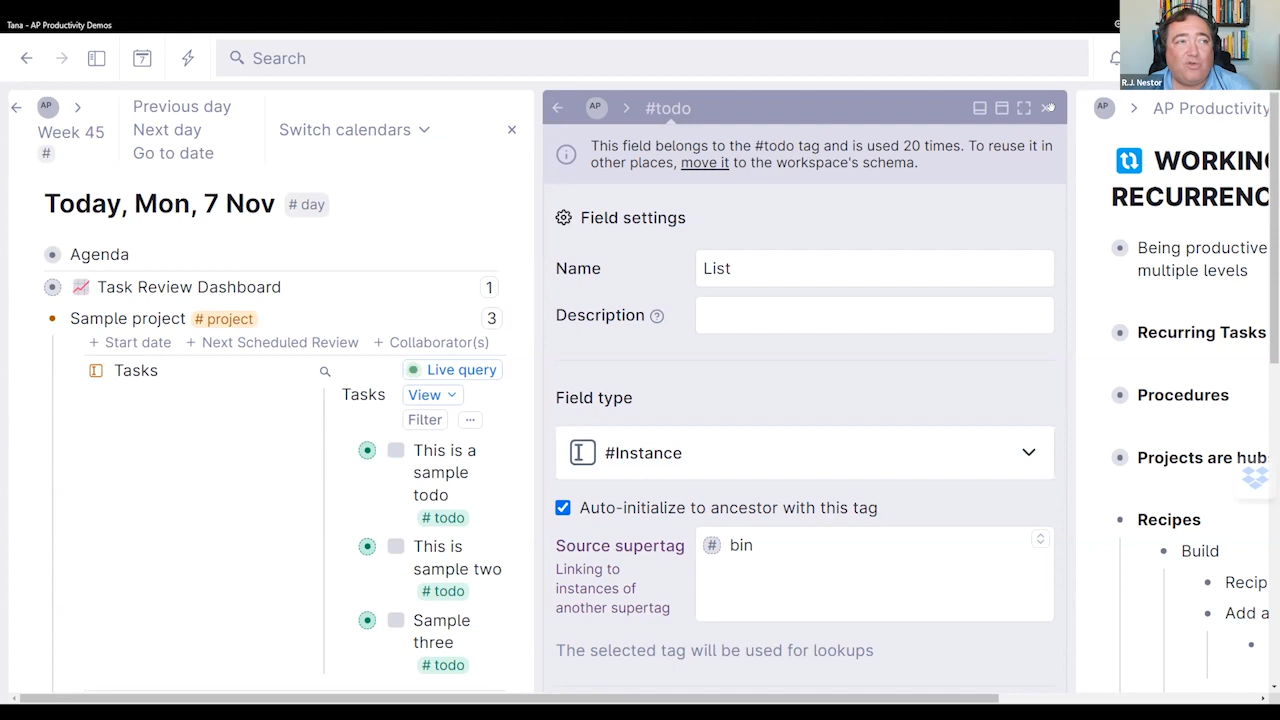 Tana - AP Productivity Demos
7
Search
R.J. Nestor
AP
Week 45
#
Previous day
Next day
Go to date
Switch calendars
Today, Mon, 7 Nov
# day
Agenda
Task Review Dashboard
1
Sample project # project
3
+ Start date + Next Scheduled Review + Collaborator(s)
Tasks
Live query
Tasks
View
Filter
...
This is a
sample
todo
# todo
This is
sample two
# todo
Sample
three
# todo
AP
#todo
This field belongs to the #todo tag and is used 20 times. To reuse it in
other places, move it to the workspace's schema.
Field settings
Name
List
Description
Field type
#Instance
Auto-initialize to ancestor with this tag
Source supertag
# bin
Linking to
instances of
another supertag
The selected tag will be used for lookups
AP
AP Productivity
WORKING
RECURRENC
Being productive
multiple levels
Recurring Tasks
Procedures
Projects are hub
Recipes
Build
Recip
Add a